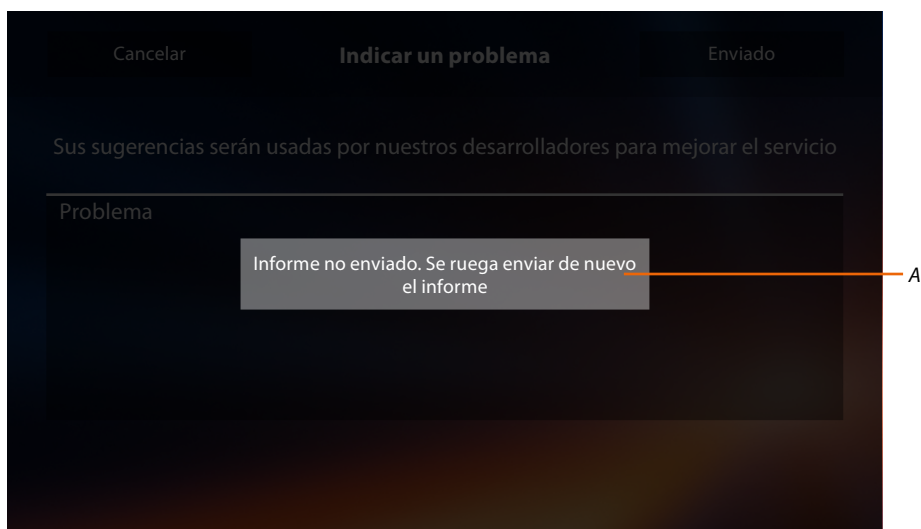 Cancelar
Indicar un problema
Enviado
Sus sugerencias serán usadas por nuestros desarrolladores para mejorar el servicio
Problema
Informe no enviado. Se ruega enviar de nuevo
el informe
A